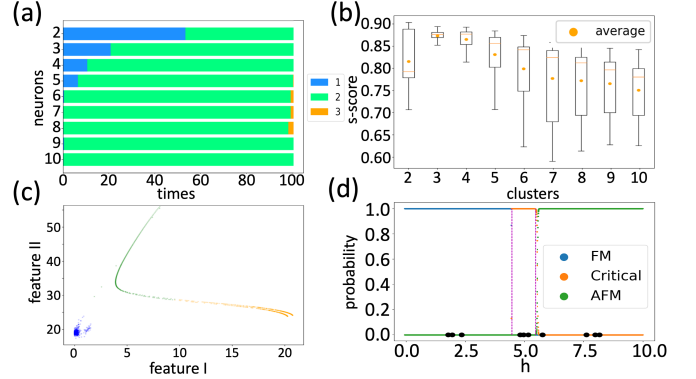 (a)
neurons
2
3
4
5
6
7
8
9
10
0 20 40 60 80 100
times
1
2
3
(b)
s-score
0.90
0.85
0.80
0.75
0.70
0.65
0.60
average
2 3 4 5 6 7 8 9 10
clusters
(c)
feature II
50
40
30
20
0 5 10 15 20
feature I
(d)
probability
1.0
0.8
0.6
0.4
0.2
0.0
FM
Critical
AFM
0.0 2.5 5.0 7.5 10.0
h